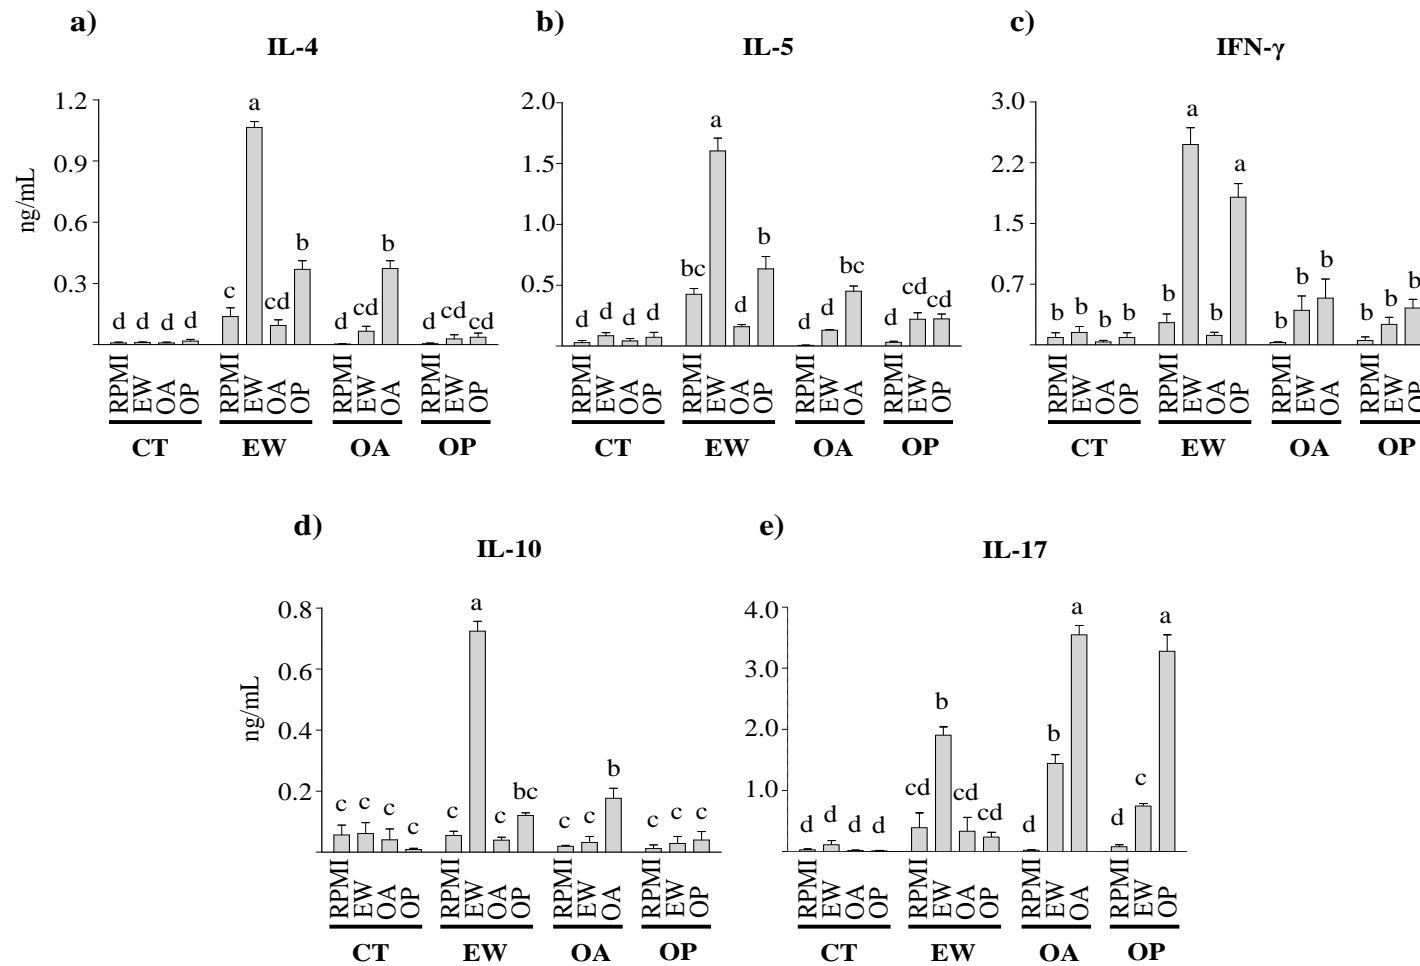 a) b) c)
IL-4 IL-5 IFN-γ
ng/mL
1.2
0.9
0.6
0.3
d d d d c a cd b d cd b d cd cd
RPMI EW OA OP RPMI EW OA OP RPMI EW OA RPMI EW OP
CT EW OA OP
2.0
1.5
1.0
0.5
d d d d bc a d b d d bc d cd cd
RPMI EW OA OP RPMI EW OA OP RPMI EW OA RPMI EW OP
CT EW OA OP
3.0
2.2
1.5
0.7
b b b b b a b a b b b b b b
RPMI EW OA OP RPMI EW OA OP RPMI EW OA RPMI EW OP
CT EW OA OP
d) e)
IL-10 IL-17
ng/mL
0.8
0.6
0.4
0.2
c c c c c a c bc c c b c c c
RPMI EW OA OP RPMI EW OA OP RPMI EW OA RPMI EW OP
CT EW OA OP
4.0
3.0
2.0
1.0
d d d d cd b cd cd d b a d c a
RPMI EW OA OP RPMI EW OA OP RPMI EW OA RPMI EW OP
CT EW OA OP